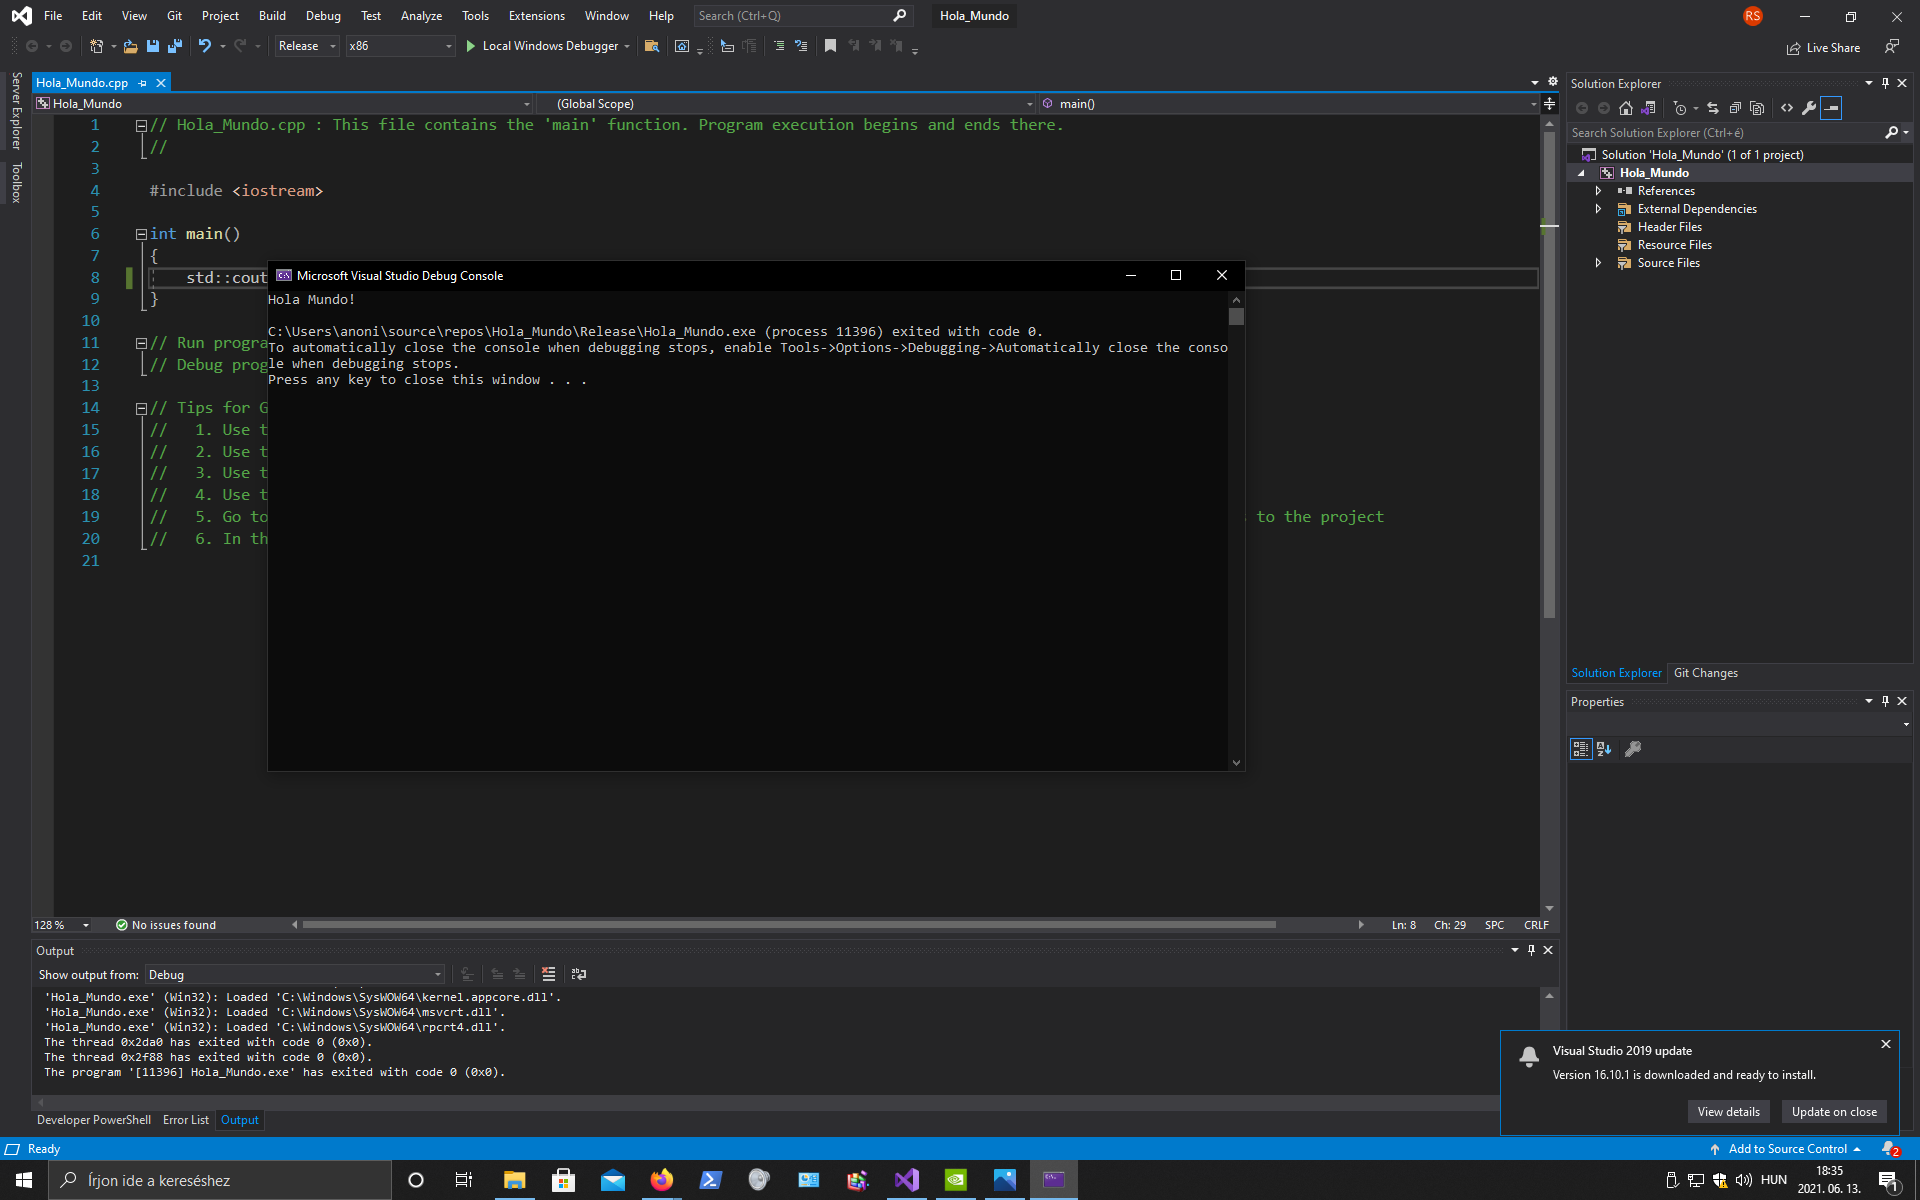 File Edit View Git Project Build Debug Test Analyze Tools Extensions Window Help Search (Ctrl+Q) Hola_Mundo RS
Release x86 Local Windows Debugger Live Share
Server Explorer
Toolbox
Hola_Mundo.cpp
Hola_Mundo (Global Scope) main()
1 // Hola_Mundo.cpp : This file contains the 'main' function. Program execution begins and ends there.
2 //
3
4 #include <iostream>
5
6 int main()
7 {
8 std::cout
9 }
10
11 // Run progra
12 // Debug prog
13
14 // Tips for G
15 // 1. Use t
16 // 2. Use t
17 // 3. Use t
18 // 4. Use t
19 // 5. Go to to the project
20 // 6. In th
21
Microsoft Visual Studio Debug Console
Hola Mundo!
C:\Users\anoni\source\repos\Hola_Mundo\Release\Hola_Mundo.exe (process 11396) exited with code 0.
To automatically close the console when debugging stops, enable Tools->Options->Debugging->Automatically close the conso
le when debugging stops.
Press any key to close this window . . .
128 % No issues found Ln: 8 Ch: 29 SPC CRLF
Output
Show output from: Debug
'Hola_Mundo.exe' (Win32): Loaded 'C:\Windows\SysWOW64\kernel.appcore.dll'.
'Hola_Mundo.exe' (Win32): Loaded 'C:\Windows\SysWOW64\msvcrt.dll'.
'Hola_Mundo.exe' (Win32): Loaded 'C:\Windows\SysWOW64\rpcrt4.dll'.
The thread 0x2da0 has exited with code 0 (0x0).
The thread 0x2f88 has exited with code 0 (0x0).
The program '[11396] Hola_Mundo.exe' has exited with code 0 (0x0).
Developer PowerShell Error List Output
Solution Explorer
Search Solution Explorer (Ctrl+é)
Solution 'Hola_Mundo' (1 of 1 project)
Hola_Mundo
References
External Dependencies
Header Files
Resource Files
Source Files
Solution Explorer Git Changes
Properties
Visual Studio 2019 update
Version 16.10.1 is downloaded and ready to install.
View details Update on close
Ready Add to Source Control 2
Írjon ide a kereséshez HUN 18:35
2021. 06. 13. 1